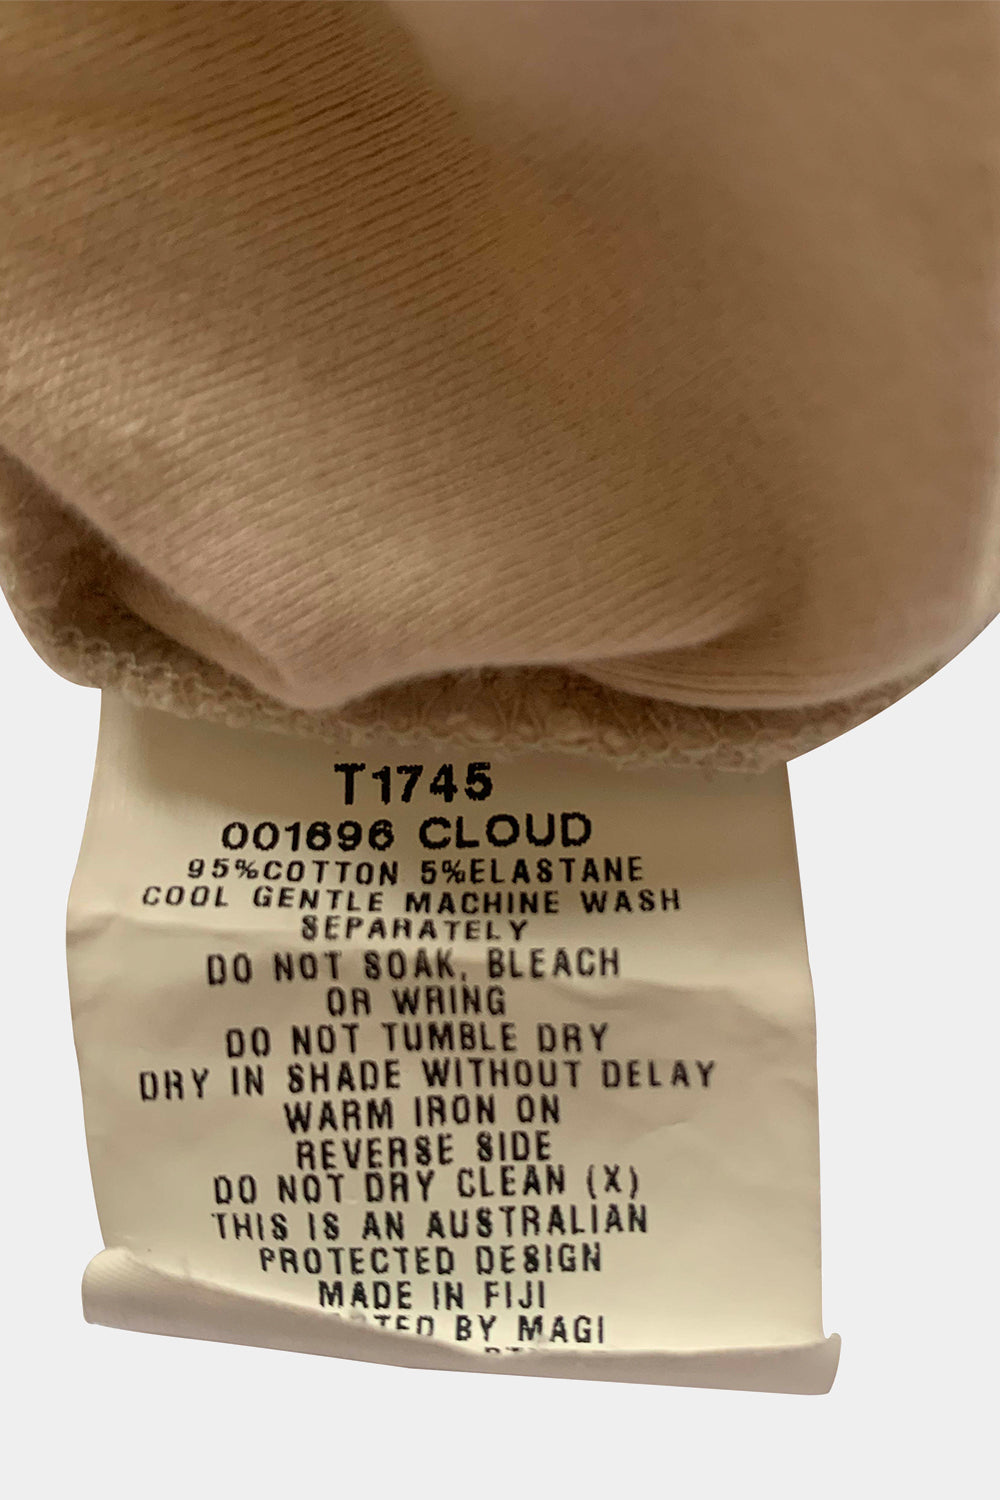 T1745
001696 CLOUD
95%COTTON 5%ELASTANE
COOL GENTLE MACHINE WASH
SEPARATELY
DO NOT SOAK, BLEACH
OR WRING
DO NOT TUMBLE DRY
DRY IN SHADE WITHOUT DELAY
WARM IRON ON
REVERSE SIDE
DO NOT DRY CLEAN (X)
THIS IS AN AUSTRALIAN
PROTECTED DESIGN
MADE IN FIJI
BY MAGI